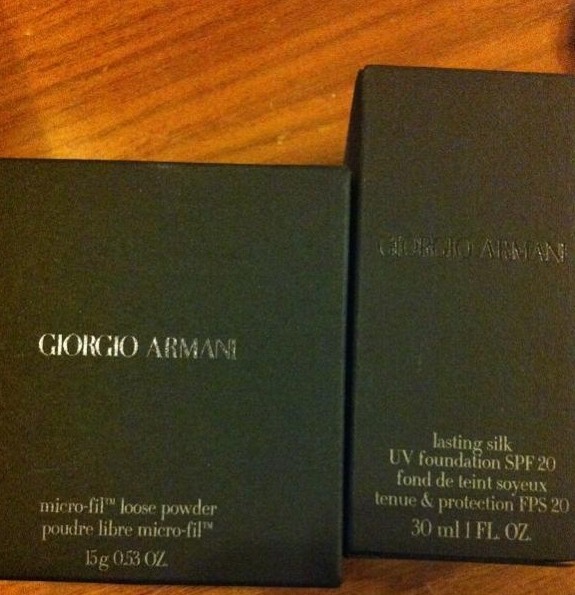 GIORGIO ARMANI
micro-fil™ loose powder
poudre libre micro-fil™
15g 0.53 OZ.
GIORGIO ARMANI
lasting silk
UV foundation SPF 20
fond de teint soyeux
tenue & protection FPS 20
30 ml 1 FL. OZ.